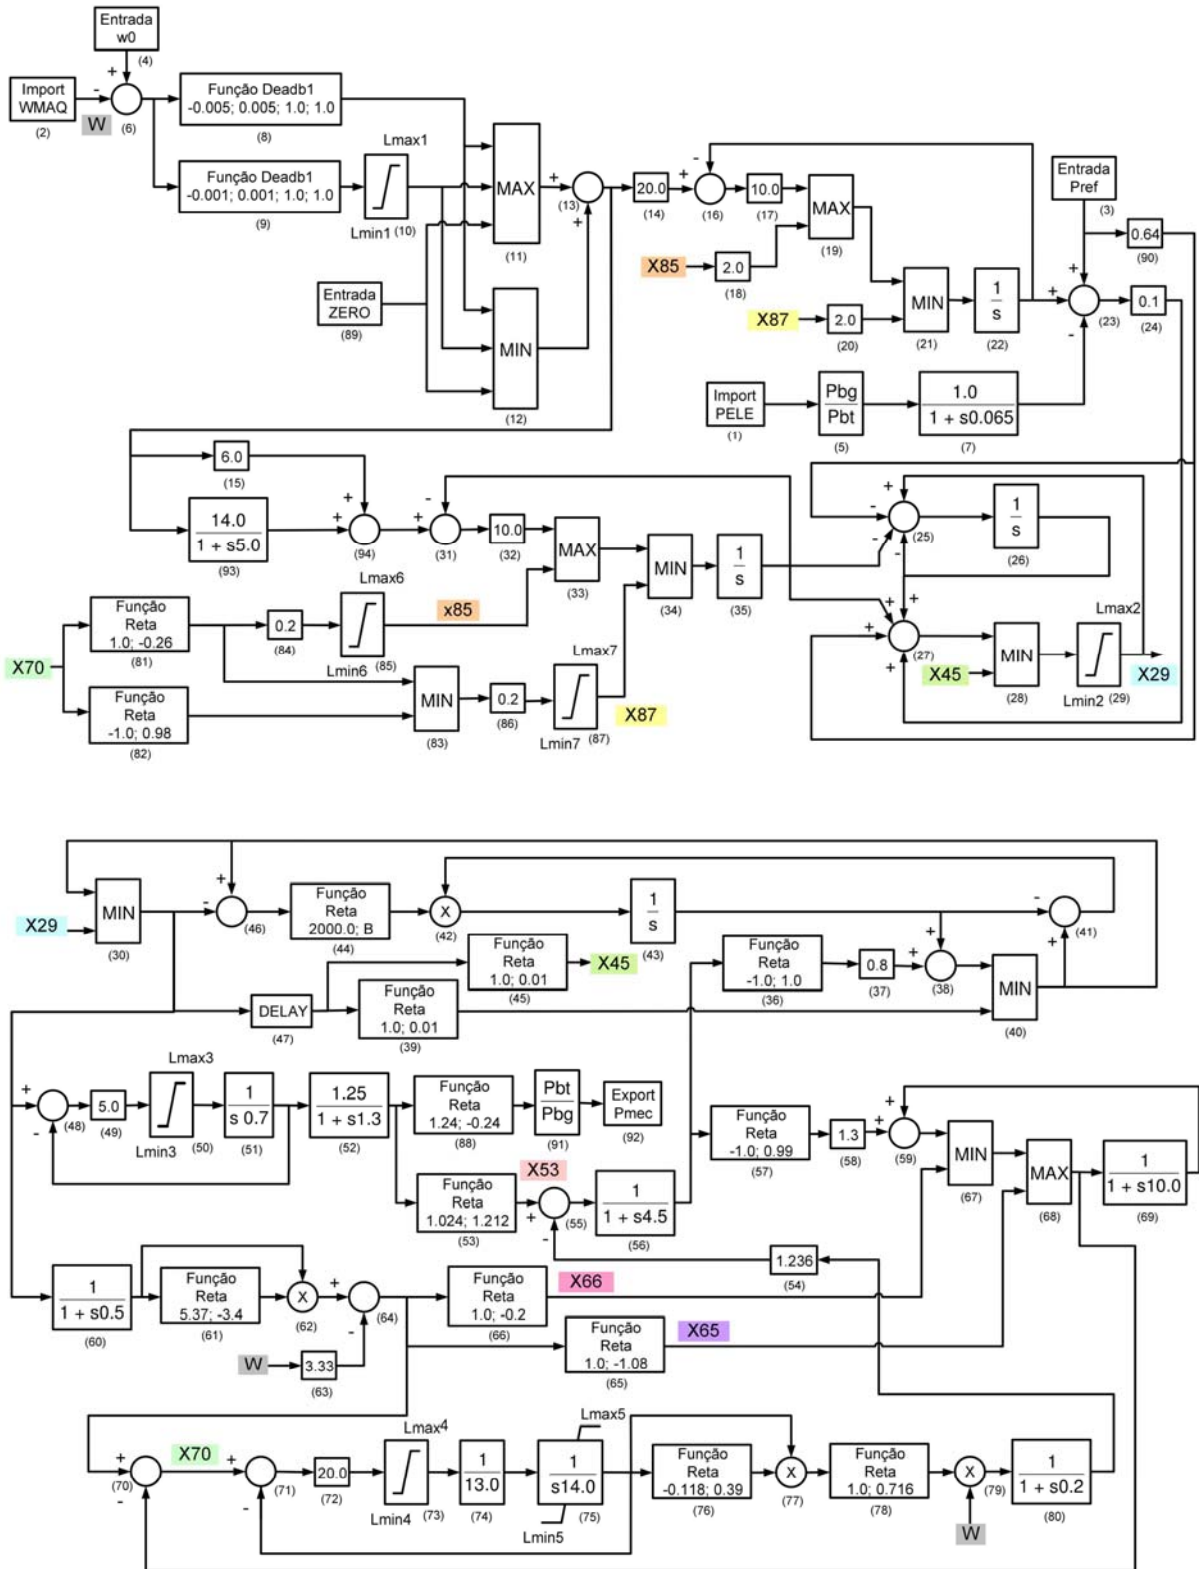 Entrada
w0
(4)
Import
WMAQ
(2)
+
-
W
(6)
Função Deadb1
-0.005; 0.005; 1.0; 1.0
(8)
Função Deadb1
-0.001; 0.001; 1.0; 1.0
(9)
Lmax1
Lmin1
(10)
MAX
(11)
+
(13)
+
20.0
(14)
+
-
(16)
10.0
(17)
MAX
(19)
Entrada
Pref
(3)
0.64
(90)
X85
2.0
(18)
X87
2.0
(20)
MIN
(21)
1
s
(22)
+
+
-
(23)
0.1
(24)
Entrada
ZERO
(89)
MIN
(12)
Import
PELE
(1)
Pbg
Pbt
(5)
1.0
1 + s0.065
(7)
6.0
(15)
14.0
1 + s5.0
(93)
+
+
(94)
-
+
(31)
10.0
(32)
MAX
(33)
MIN
(34)
1
s
(35)
+
-
-
-
(25)
1
s
(26)
Lmax6
Lmin6
(85)
x85
Função
Reta
1.0; -0.26
(81)
0.2
(84)
X70
Função
Reta
-1.0; 0.98
(82)
MIN
(83)
0.2
(86)
Lmax7
Lmin7
(87)
X87
+
+
+
+
(27)
X45
MIN
(28)
Lmax2
Lmin2
(29)
X29
X29
MIN
(30)
+
-
(46)
Função
Reta
2000.0; B
(44)
X
(42)
1
s
(43)
-
+
(41)
Função
Reta
1.0; 0.01
(45)
X45
Função
Reta
-1.0; 1.0
(36)
0.8
(37)
+
+
(38)
MIN
(40)
DELAY
(47)
Função
Reta
1.0; 0.01
(39)
+
-
(48)
5.0
(49)
Lmax3
Lmin3
(50)
1
s 0.7
(51)
1.25
1 + s1.3
(52)
Função
Reta
1.24; -0.24
(88)
Pbt
Pbg
(91)
Export
Pmec
(92)
Função
Reta
-1.0; 0.99
(57)
1.3
(58)
+
+
(59)
MIN
(67)
MAX
(68)
1
1 + s10.0
(69)
Função
Reta
1.024; 1.212
(53)
X53
+
-
(55)
1
1 + s4.5
(56)
1.236
(54)
1
1 + s0.5
(60)
Função
Reta
5.37; -3.4
(61)
X
(62)
+
-
(64)
Função
Reta
1.0; -0.2
(66)
X66
W
3.33
(63)
Função
Reta
1.0; -1.08
(65)
X65
+
-
(70)
X70
+
-
(71)
20.0
(72)
Lmax4
Lmin4
(73)
1
13.0
(74)
Lmax5
1
s14.0
Lmin5
(75)
Função
Reta
-0.118; 0.39
(76)
X
(77)
Função
Reta
1.0; 0.716
(78)
X
(79)
W
1
1 + s0.2
(80)